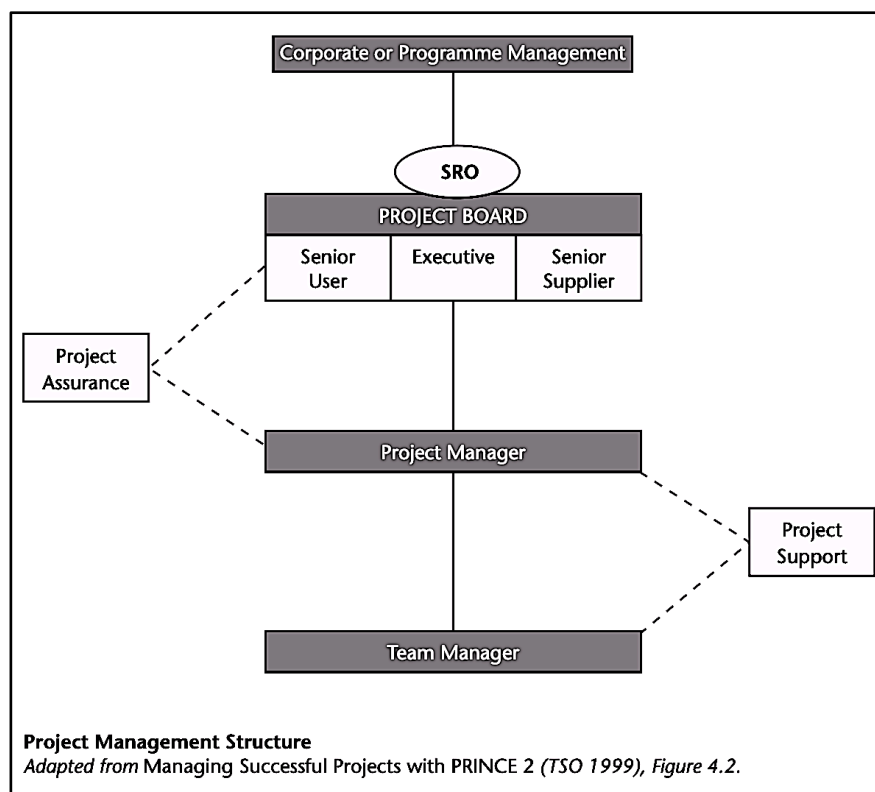 Corporate or Programme Management
SRO
PROJECT BOARD
Senior
User
Executive
Senior
Supplier
Project
Assurance
Project Manager
Project
Support
Team Manager
Project Management Structure
Adapted from Managing Successful Projects with PRINCE 2 (TSO 1999), Figure 4.2.